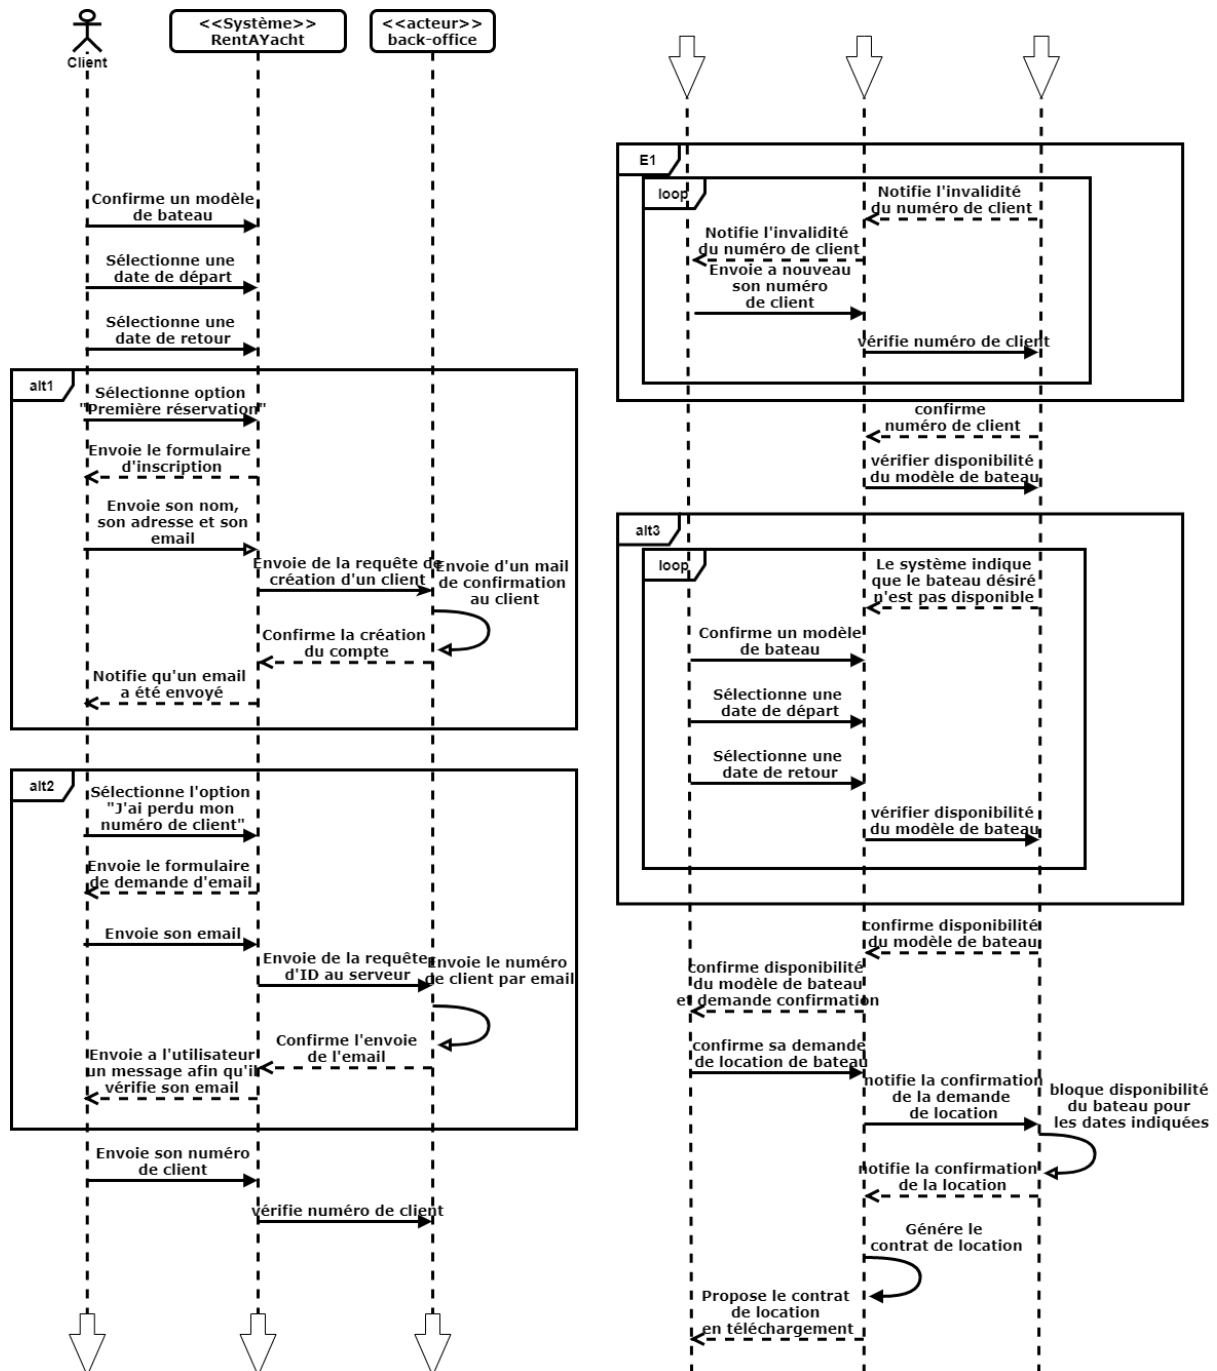 <<Système>>
RentAYacht
<<acteur>>
back-office
Client
Confirme un modèle
de bateau
Sélectionne une
date de départ
Sélectionne une
date de retour
alt1
Sélectionne option
"Première réservation"
Envoie le formulaire
d'inscription
Envoie son nom,
son adresse et son
email
Envoie de la requête de
création d'un client
Envoie d'un mail
de confirmation
au client
Confirme la création
du compte
Notifie qu'un email
a été envoyé
alt2
Sélectionne l'option
"J'ai perdu mon
numéro de client"
Envoie le formulaire
de demande d'email
Envoie son email
Envoie de la requête
d'ID au serveur
Envoie le numéro
de client par email
Confirme l'envoie
de l'email
Envoie a l'utilisateur
un message afin qu'il
vérifie son email
Envoie son numéro
de client
vérifie numéro de client
E1
loop
Notifie l'invalidité
du numéro de client
Notifie l'invalidité
du numéro de client
Envoie a nouveau
son numéro
de client
vérifie numéro de client
confirme
numéro de client
vérifier disponibilité
du modèle de bateau
alt3
loop
Le système indique
que le bateau désiré
n'est pas disponible
Confirme un modèle
de bateau
Sélectionne une
date de départ
Sélectionne une
date de retour
vérifier disponibilité
du modèle de bateau
confirme disponibilité
du modèle de bateau
confirme disponibilité
du modèle de bateau
et demande confirmation
confirme sa demande
de location de bateau
notifie la confirmation
de la demande
de location
bloque disponibilité
du bateau pour
les dates indiquées
notifie la confirmation
de la location
Génére le
contrat de location
Propose le contrat
de location
en téléchargement